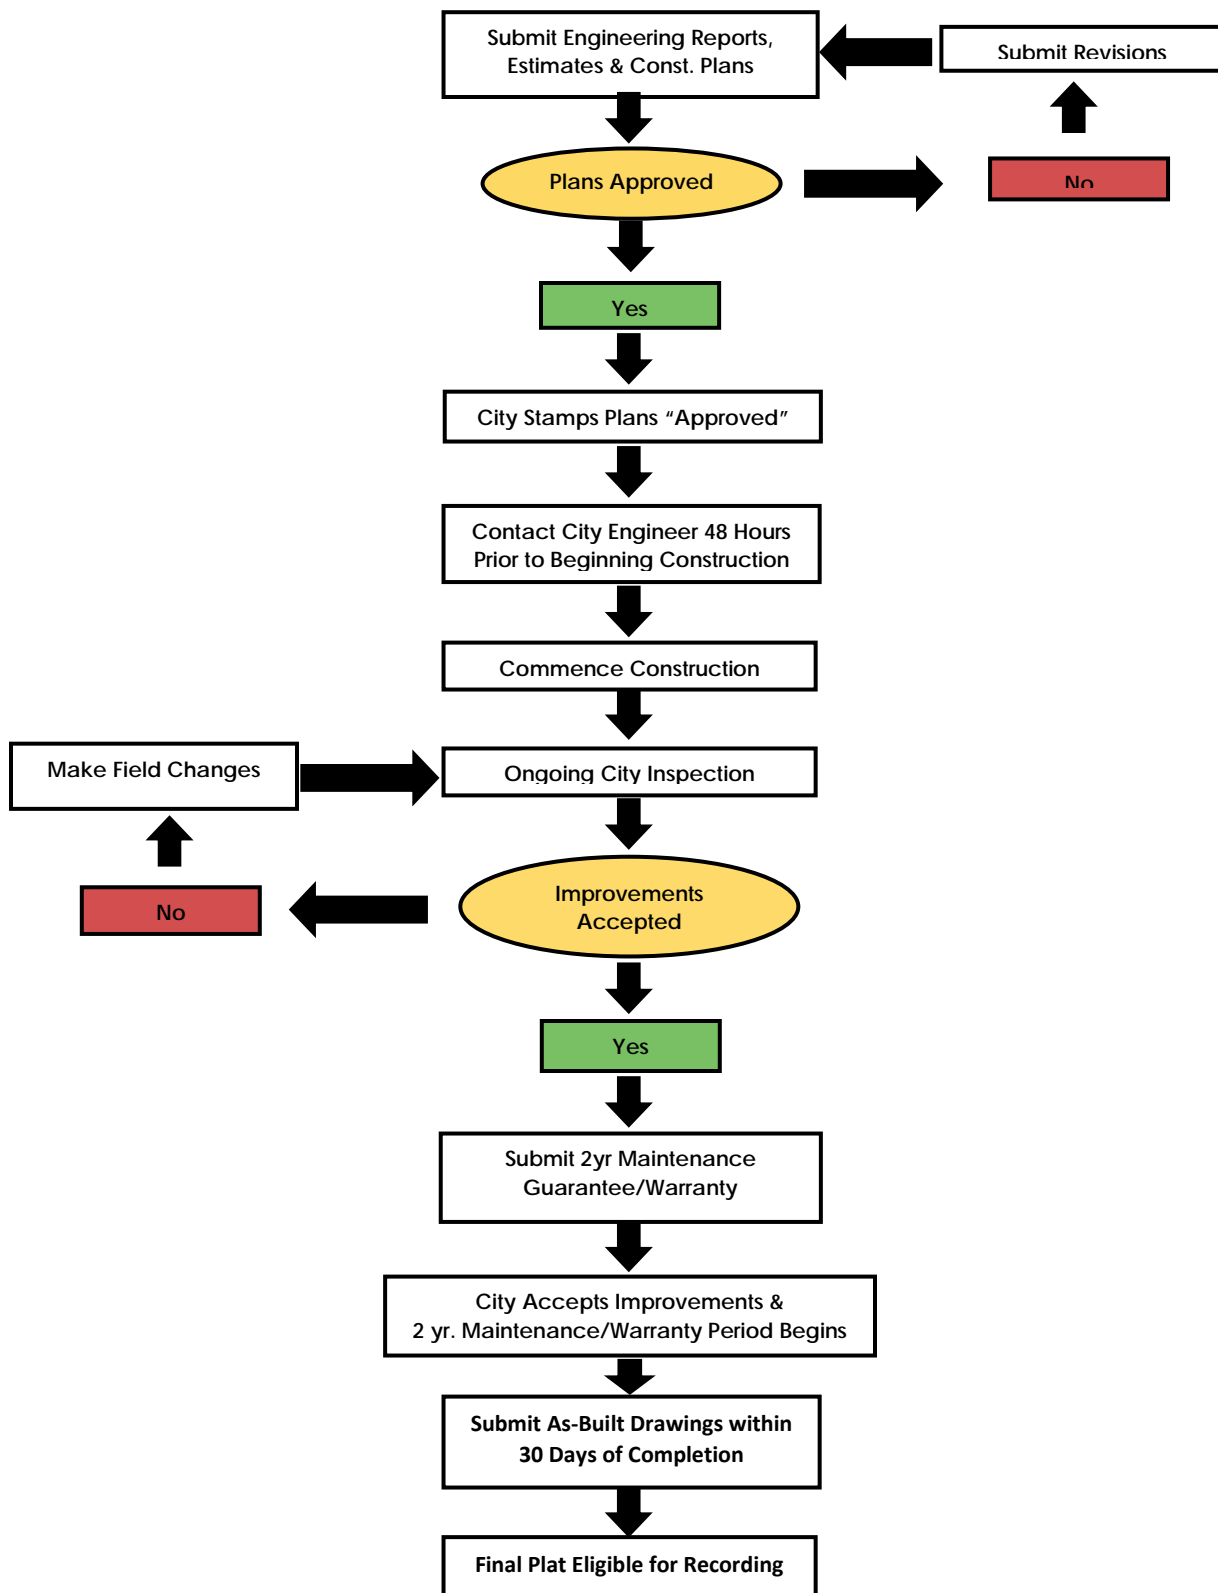 Submit Engineering Reports,
Estimates & Const. Plans
Submit Revisions
Plans Approved
No
Yes
City Stamps Plans “Approved”
Contact City Engineer 48 Hours
Prior to Beginning Construction
Commence Construction
Make Field Changes
Ongoing City Inspection
No
Improvements
Accepted
Yes
Submit 2yr Maintenance
Guarantee/Warranty
City Accepts Improvements &
2 yr. Maintenance/Warranty Period Begins
Submit As-Built Drawings within
30 Days of Completion
Final Plat Eligible for Recording